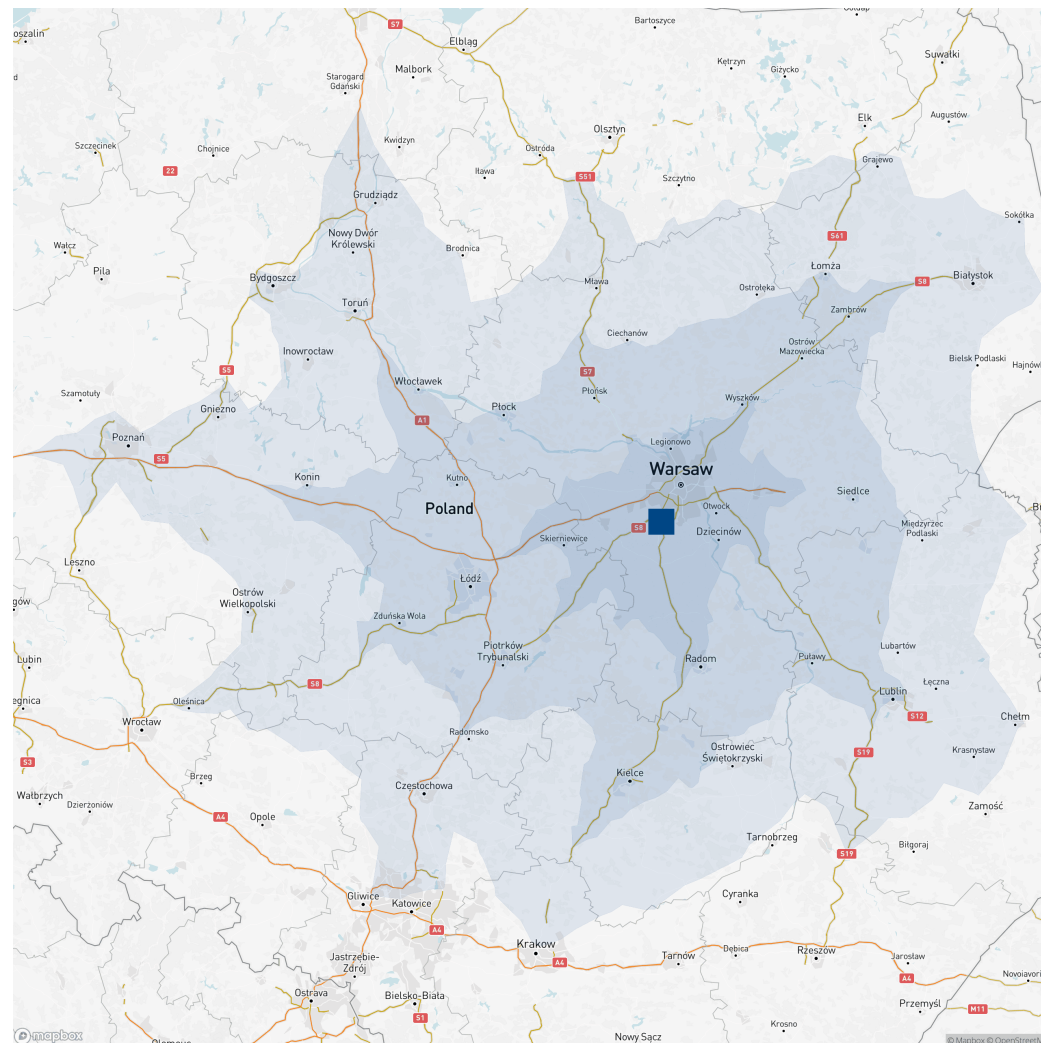 Bartoszyce
S7
oszalin
Elbląg
Suwałki
Kętrzyn
Giżycko
Malbork
Starogard
Gdański
Augustów
Ełk
Olsztyn
Kwidzyn
Szczecinek
Chojnice
Ostróda
Grajewo
22
Iława
S51
Szczytno
Grudziądz
Sokółka
Nowy Dwór
Królewski
S61
Wałcz
Brodnica
Piła
Łomża
Białystok
Bydgoszcz
Mława
S8
Ostrołęka
Toruń
Zambrów
Ciechanów
Ostrów
Mazowiecka
Inowrocław
Bielsk Podlaski
S5
S7
Włocławek
Szamotuły
Płońsk
Wyszków
Gniezno
Płock
A1
Poznań
Legionowo
S5
Warsaw
Konin
Kutno
Siedlce
Poland
Otwock
S8
Międzyrzec
Podlaski
Skierniewice
Dziecinów
Leszno
Łódź
Ostrów
Wielkopolski
Zduńska Wola
Piotrków
Trybunalski
Lubartów
Lubin
Radom
Puławy
S8
Łęczna
Lublin
egnica
Oleśnica
S12
Wrocław
Chełm
Radomsko
S19
Krasnystaw
Ostrowiec
Świętokrzyski
S3
Brzeg
Kielce
Częstochowa
Wałbrzych
Dzierżoniów
Zamość
A4
Opole
Tarnobrzeg
Biłgoraj
S19
Cyranka
Gliwice
Katowice
A4
Krakow
Dębica
Rzeszów
Tarnów
Jarosław
A4
Jastrzębie-
Zdrój
A4
Novoiavori
Ostrava
Bielsko-Biała
Przemyśl
M11
S1
Krosno
Nowy Sącz
mapbox
© Mapbox © OpenStreetM